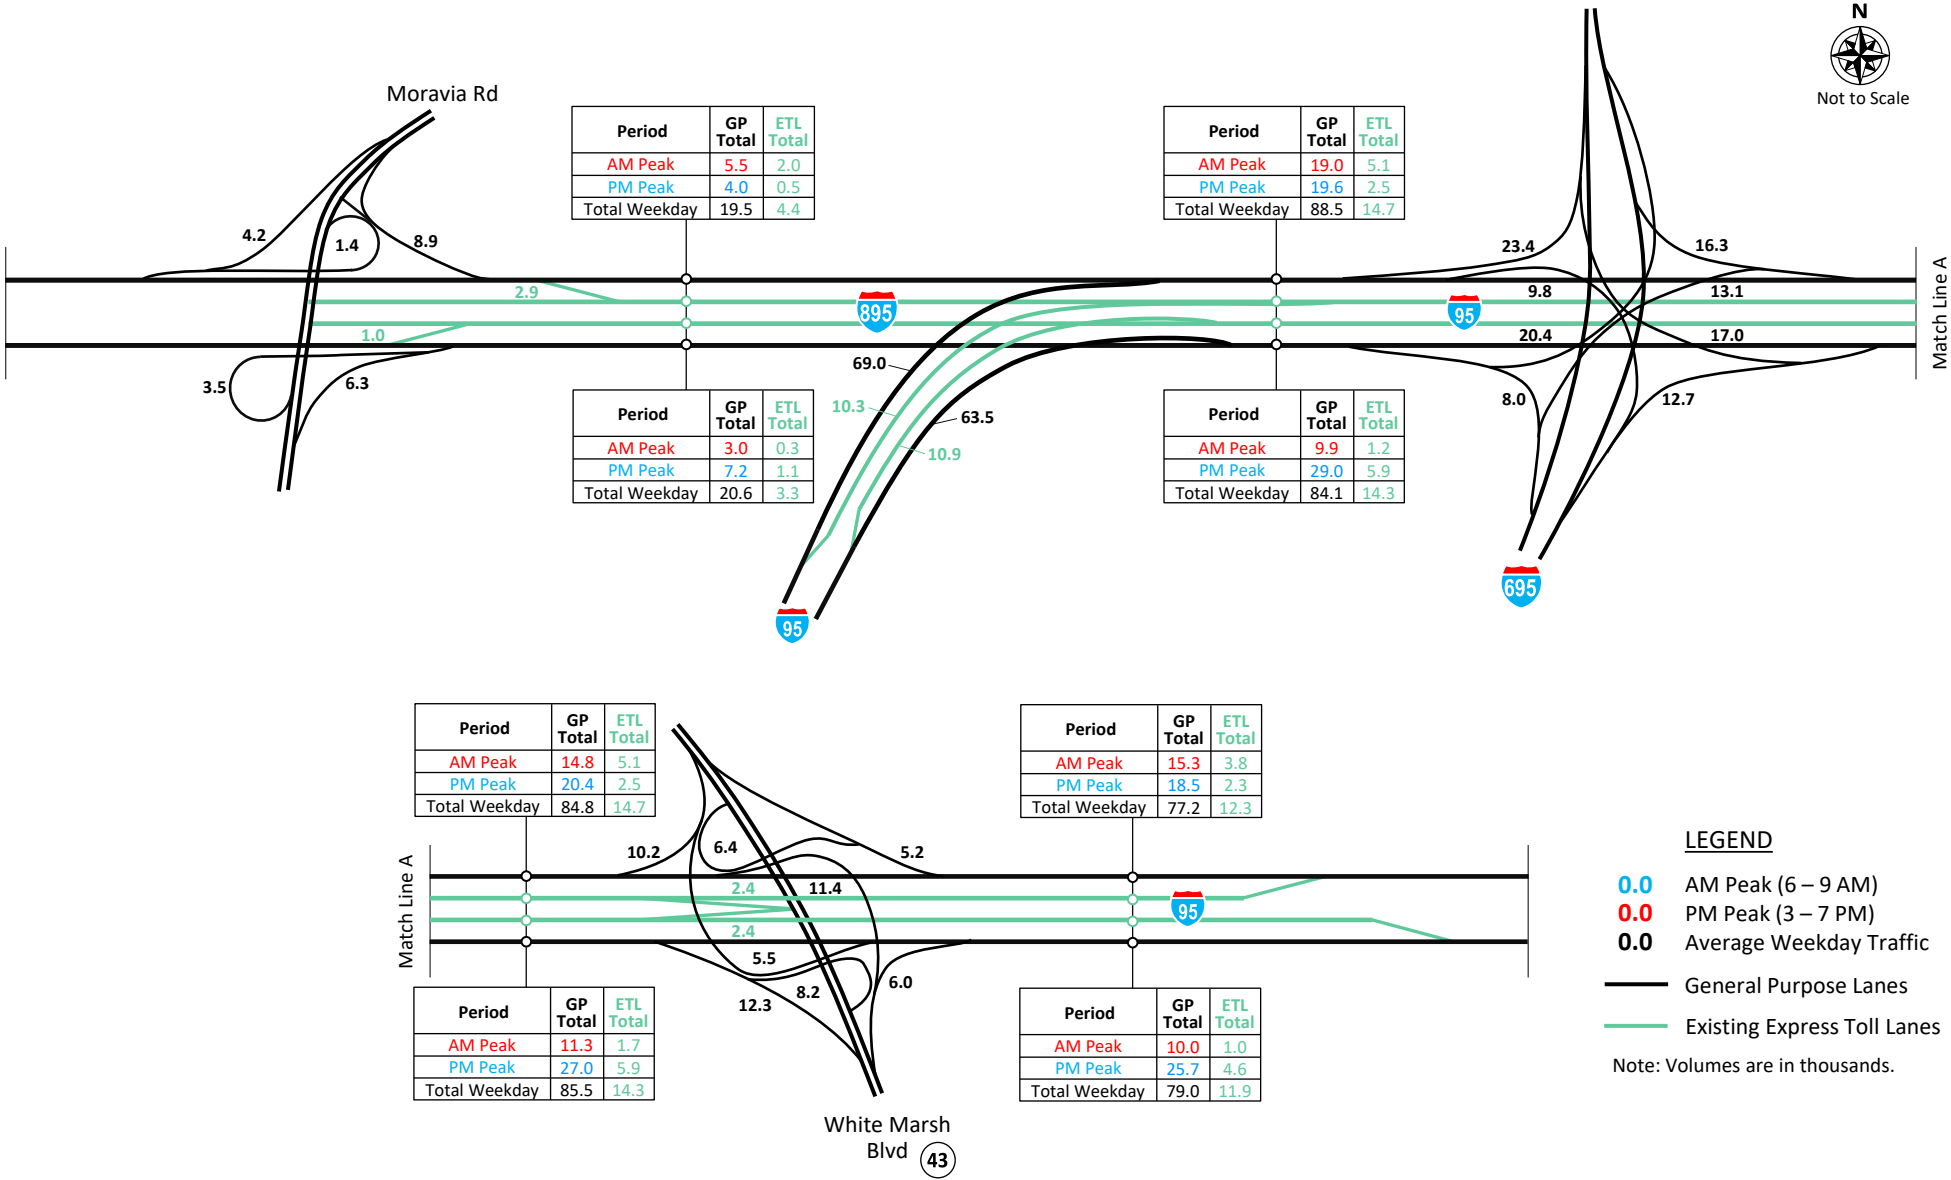 N
Not to Scale
Moravia Rd
Period GP Total ETL Total
AM Peak 5.5 2.0
PM Peak 4.0 0.5
Total Weekday 19.5 4.4
Period GP Total ETL Total
AM Peak 19.0 5.1
PM Peak 19.6 2.5
Total Weekday 88.5 14.7
4.2
1.4
8.9
23.4
16.3
2.9
895
9.8
95
13.1
1.0
20.4
17.0
Match Line A
69.0
3.5
6.3
10.3
63.5
10.9
8.0
12.7
Period GP Total ETL Total
AM Peak 3.0 0.3
PM Peak 7.2 1.1
Total Weekday 20.6 3.3
Period GP Total ETL Total
AM Peak 9.9 1.2
PM Peak 29.0 5.9
Total Weekday 84.1 14.3
95
695
Period GP Total ETL Total
AM Peak 14.8 5.1
PM Peak 20.4 2.5
Total Weekday 84.8 14.7
Period GP Total ETL Total
AM Peak 15.3 3.8
PM Peak 18.5 2.3
Total Weekday 77.2 12.3
Match Line A
10.2
6.4
5.2
2.4
11.4
95
2.4
5.5
8.2
6.0
12.3
Period GP Total ETL Total
AM Peak 11.3 1.7
PM Peak 27.0 5.9
Total Weekday 85.5 14.3
Period GP Total ETL Total
AM Peak 10.0 1.0
PM Peak 25.7 4.6
Total Weekday 79.0 11.9
White Marsh
Blvd 43
LEGEND
0.0 AM Peak (6 – 9 AM)
0.0 PM Peak (3 – 7 PM)
0.0 Average Weekday Traffic
General Purpose Lanes
Existing Express Toll Lanes
Note: Volumes are in thousands.